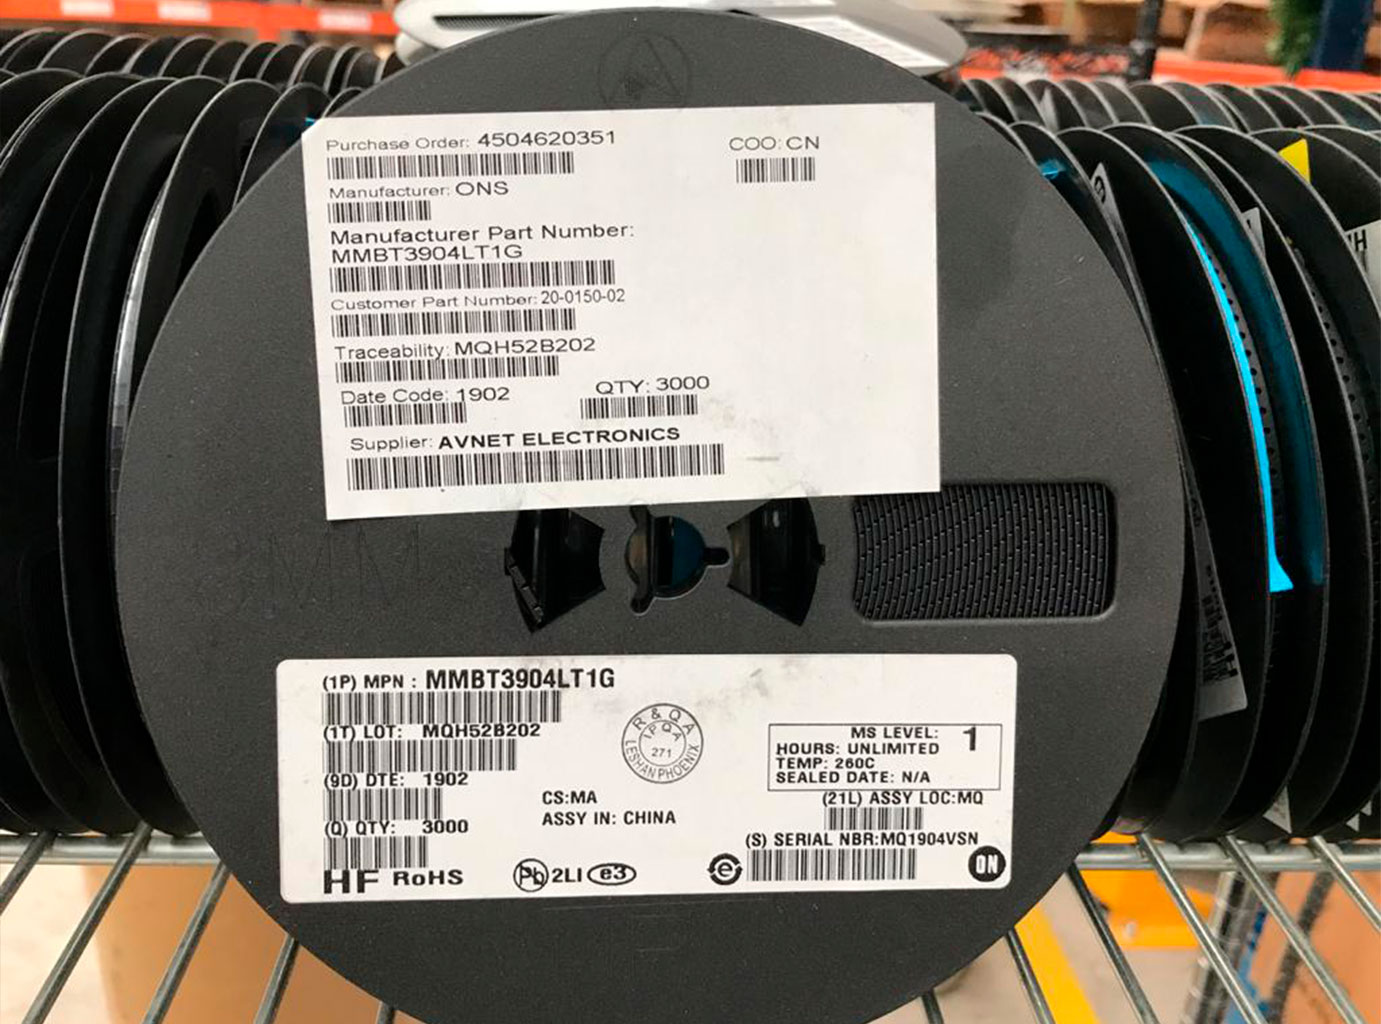 Purchase Order: 4504620351
COO: CN
Manufacturer: ONS
Manufacturer Part Number:
MMBT3904LT1G
Customer Part Number: 20-0150-02
Traceability: MQH52B202
Date Code: 1902
QTY: 3000
Supplier: AVNET ELECTRONICS
(1P) MPN : MMBT3904LT1G
(1T) LOT: MQH52B202
(9D) DTE: 1902
(Q) QTY: 3000
HF RoHS
R & Q A
IPQA
271
LESHAN PHOENIX
CS:MA
ASSY IN: CHINA
Pb 2LI e3
MS LEVEL: 1
HOURS: UNLIMITED
TEMP: 260C
SEALED DATE: N/A
(21L) ASSY LOC:MQ
(S) SERIAL NBR:MQ1904VSN
e
ON